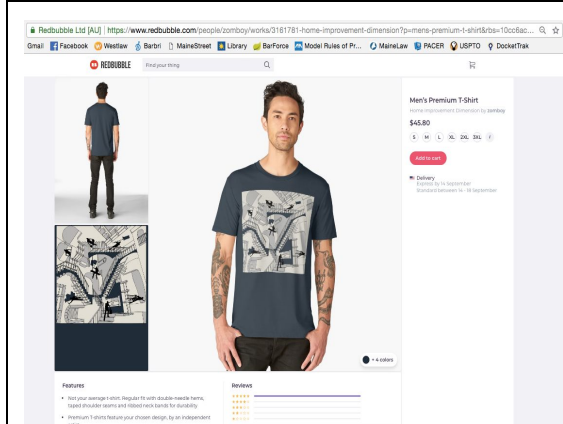 Redbubble Ltd [AU] | https://www.redbubble.com/people/zomboy/works/3161781-home-improvement-dimension?p=mens-premium-t-shirt&rbs=10cc6ac...
Gmail Facebook Westlaw Barbri MaineStreet Library BarForce Model Rules of Pr... MaineLaw PACER USPTO DocketTrak
RB REDBUBBLE Find your thing
Men's Premium T-Shirt
Home Improvement Dimension by zomboy
$45.80
S M L XL 2XL 3XL
Add to cart
Delivery
Express by 14 September
Standard between 14 - 18 September
+ 4 colors
Features
Reviews
Not your average t-shirt. Regular fit with double-needle hems,
taped shoulder seams and ribbed neck bands for durability
Premium T-shirts feature your chosen design, by an independent